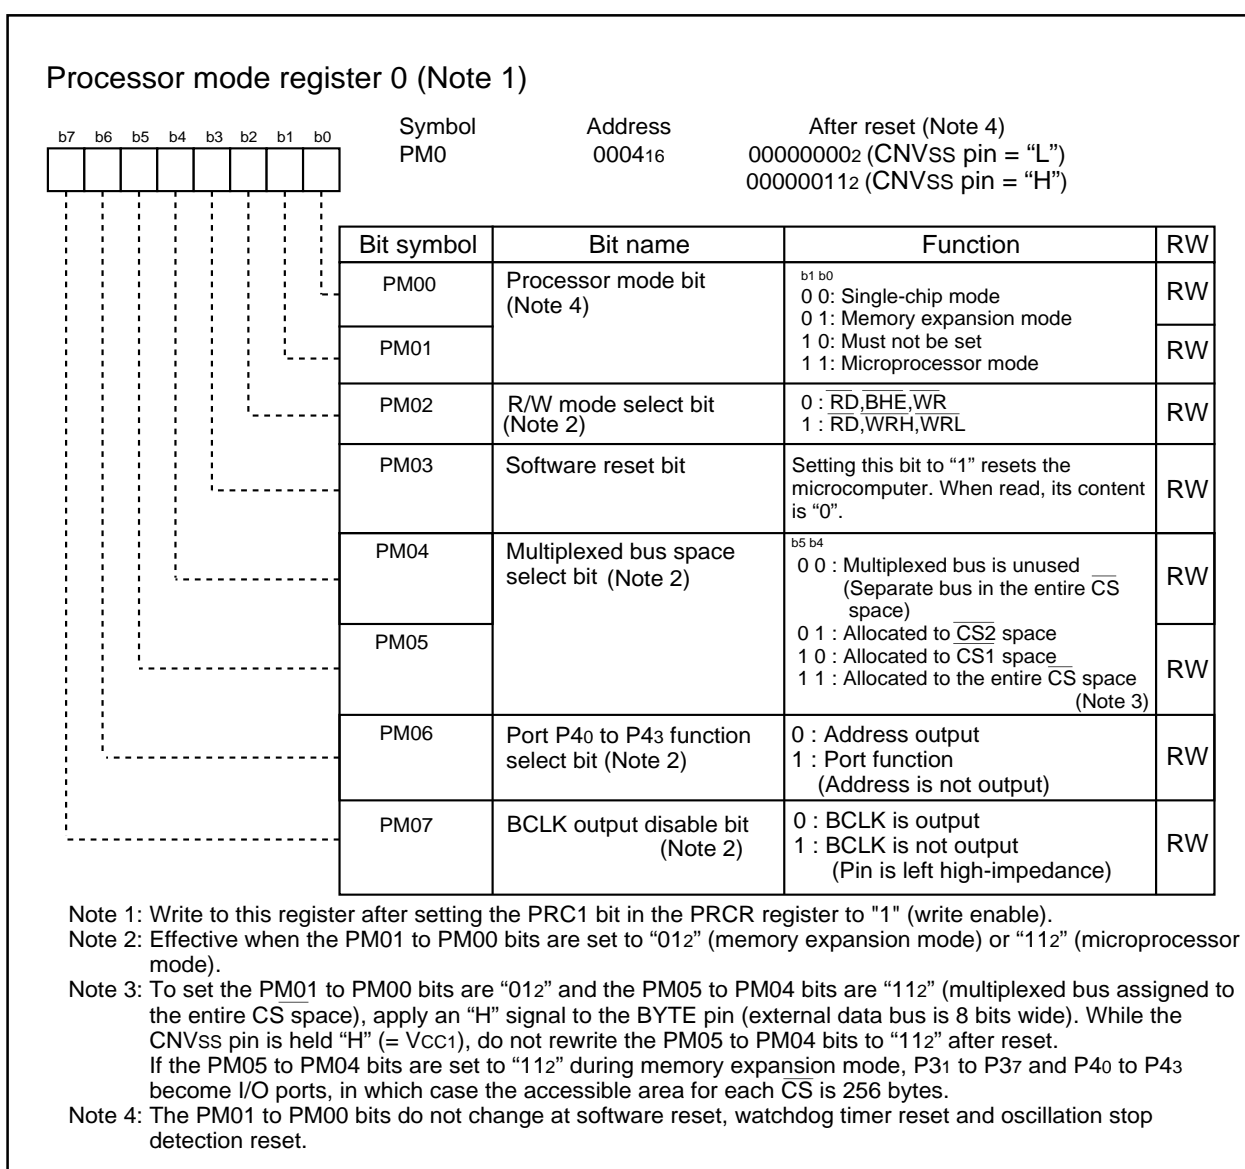 Processor mode register 0 (Note 1)
b7 b6 b5 b4 b3 b2 b1 b0
Symbol Address After reset (Note 4)
PM0 000416 000000002 (CNVSS pin = “L”)
000000112 (CNVSS pin = “H”)
Bit symbol Bit name Function RW
PM00 Processor mode bit (Note 4) RW
b1 b0
0 0: Single-chip mode
0 1: Memory expansion mode
1 0: Must not be set
1 1: Microprocessor mode
PM01 RW
PM02 R/W mode select bit (Note 2) RW
0 : RD,BHE,WR
1 : RD,WRH,WRL
PM03 Software reset bit RW
Setting this bit to “1” resets the
microcomputer. When read, its content
is “0”.
PM04 Multiplexed bus space
select bit (Note 2) RW
b5 b4
0 0 : Multiplexed bus is unused
(Separate bus in the entire CS
space)
0 1 : Allocated to CS2 space
1 0 : Allocated to CS1 space
1 1 : Allocated to the entire CS space
(Note 3)
PM05 RW
PM06 Port P40 to P43 function
select bit (Note 2) RW
0 : Address output
1 : Port function
(Address is not output)
PM07 BCLK output disable bit
(Note 2) RW
0 : BCLK is output
1 : BCLK is not output
(Pin is left high-impedance)
Note 1: Write to this register after setting the PRC1 bit in the PRCR register to "1" (write enable).
Note 2: Effective when the PM01 to PM00 bits are set to “012” (memory expansion mode) or “112” (microprocessor
mode).
Note 3: To set the PM01 to PM00 bits are “012” and the PM05 to PM04 bits are “112” (multiplexed bus assigned to
the entire CS space), apply an “H” signal to the BYTE pin (external data bus is 8 bits wide). While the
CNVSS pin is held “H” (= VCC1), do not rewrite the PM05 to PM04 bits to “112” after reset.
If the PM05 to PM04 bits are set to “112” during memory expansion mode, P31 to P37 and P40 to P43
become I/O ports, in which case the accessible area for each CS is 256 bytes.
Note 4: The PM01 to PM00 bits do not change at software reset, watchdog timer reset and oscillation stop
detection reset.